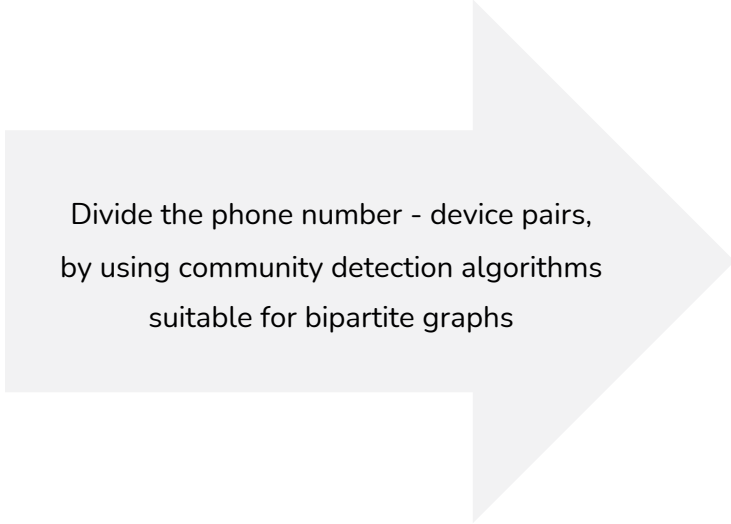 Divide the phone number - device pairs,
by using community detection algorithms
suitable for bipartite graphs